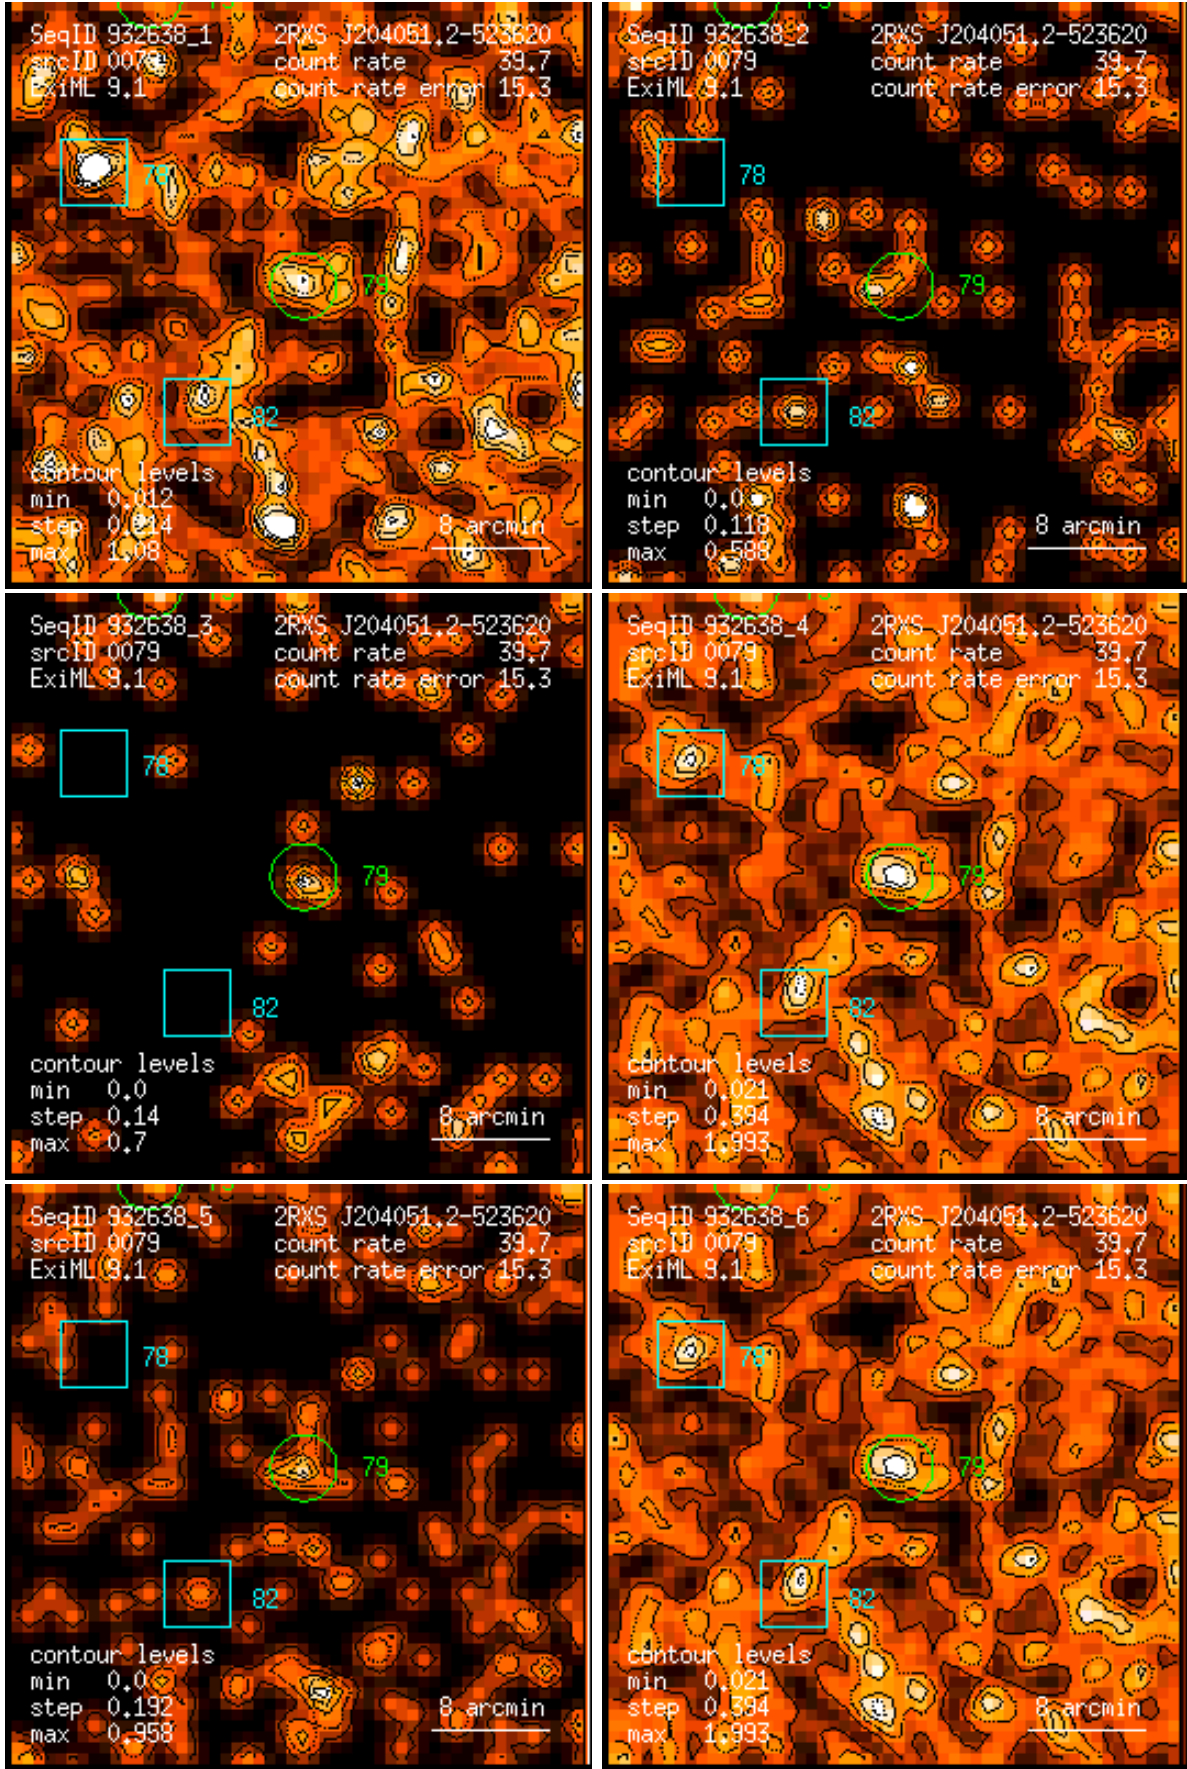 SeqID 932638_1 2RXS J204051.2-523620
srcID 0079 count rate 39.7
ExiML 9.1 count rate error 15.3
78
79
82
contour levels
min 0.012
step 0.214
max 1.08
8 arcmin
SeqID 932638_2 2RXS J204051.2-523620
srcID 0079 count rate 39.7
ExiML 9.1 count rate error 15.3
78
79
82
contour levels
min 0.0
step 0.118
max 0.588
8 arcmin
SeqID 932638_3 2RXS J204051.2-523620
srcID 0079 count rate 39.7
ExiML 9.1 count rate error 15.3
78
79
82
contour levels
min 0.0
step 0.14
max 0.7
8 arcmin
SeqID 932638_4 2RXS J204051.2-523620
srcID 0079 count rate 39.7
ExiML 9.1 count rate error 15.3
78
79
82
contour levels
min 0.021
step 0.394
max 1.993
8 arcmin
SeqID 932638_5 2RXS J204051.2-523620
srcID 0079 count rate 39.7
ExiML 9.1 count rate error 15.3
78
79
82
contour levels
min 0.0
step 0.192
max 0.958
8 arcmin
SeqID 932638_6 2RXS J204051.2-523620
srcID 0079 count rate 39.7
ExiML 9.1 count rate error 15.3
78
79
82
contour levels
min 0.021
step 0.394
max 1.993
8 arcmin